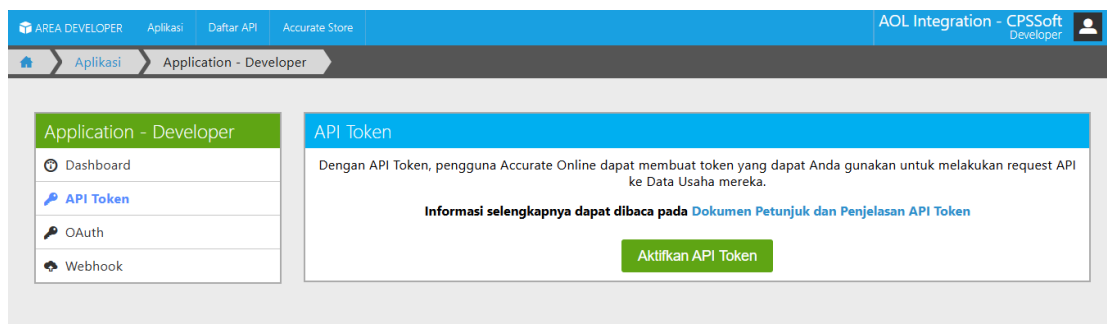 AREA DEVELOPER Aplikasi Daftar API Accurate Store
AOL Integration - CPSSoft
Developer
Aplikasi Application - Developer
Application - Developer
Dashboard
API Token
OAuth
Webhook
API Token
Dengan API Token, pengguna Accurate Online dapat membuat token yang dapat Anda gunakan untuk melakukan request API
ke Data Usaha mereka.
Informasi selengkapnya dapat dibaca pada Dokumen Petunjuk dan Penjelasan API Token
Aktifkan API Token